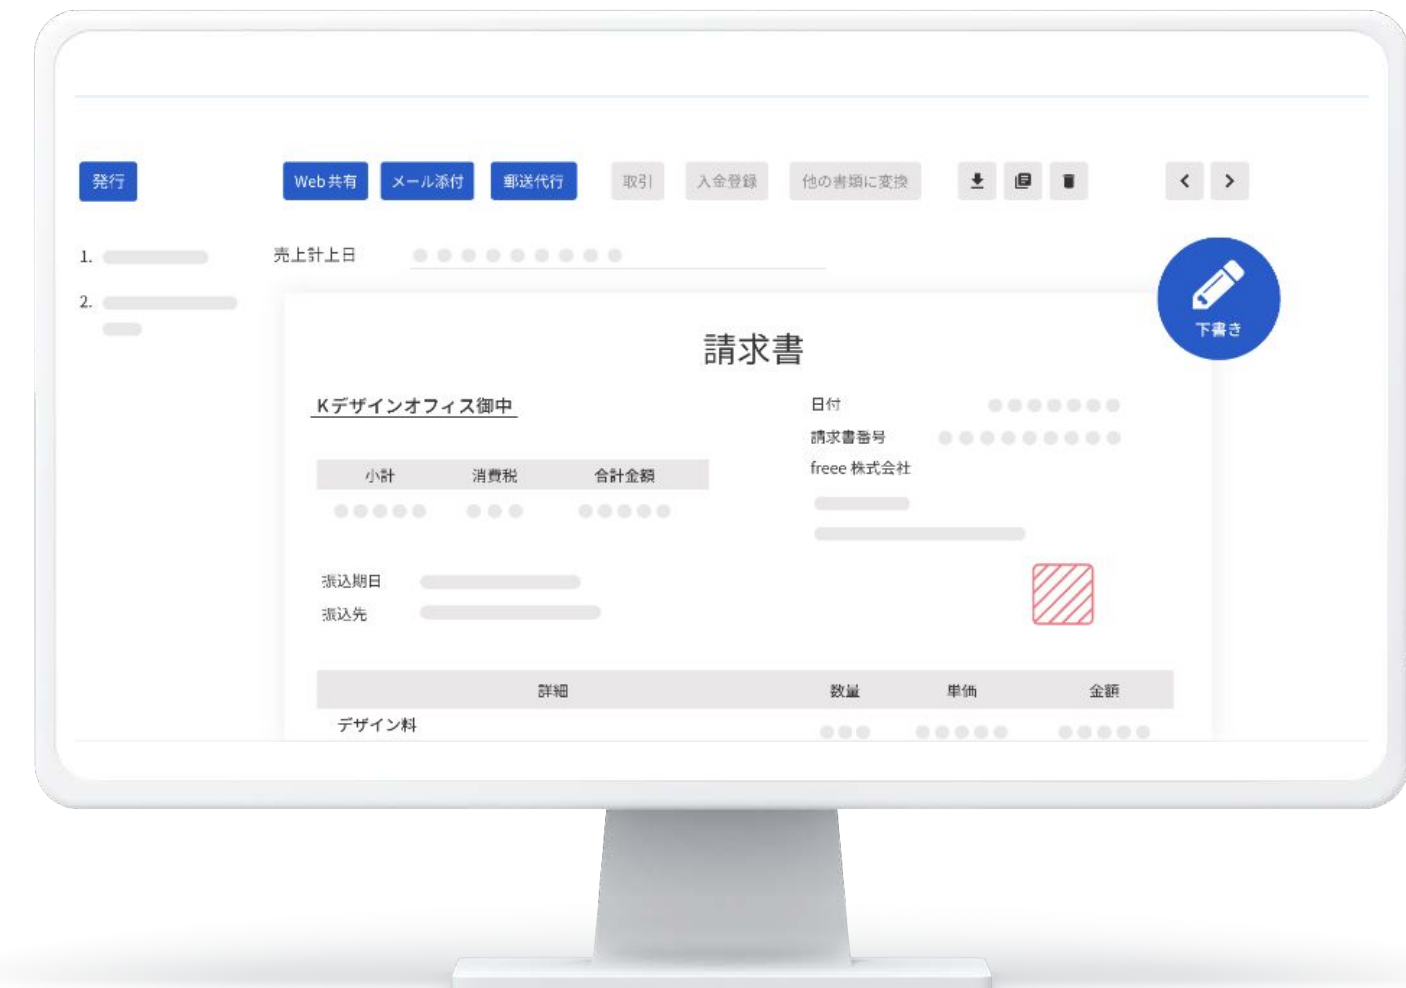 発行
Web共有 メール添付 郵送代行 取引 入金登録 他の書類に変換
1.
売上計上日
2.
下書き
請求書
Kデザインオフィス御中
日付
請求書番号
freee 株式会社
小計 消費税 合計金額
振込期日
振込先
詳細 数量 単価 金額
デザイン料